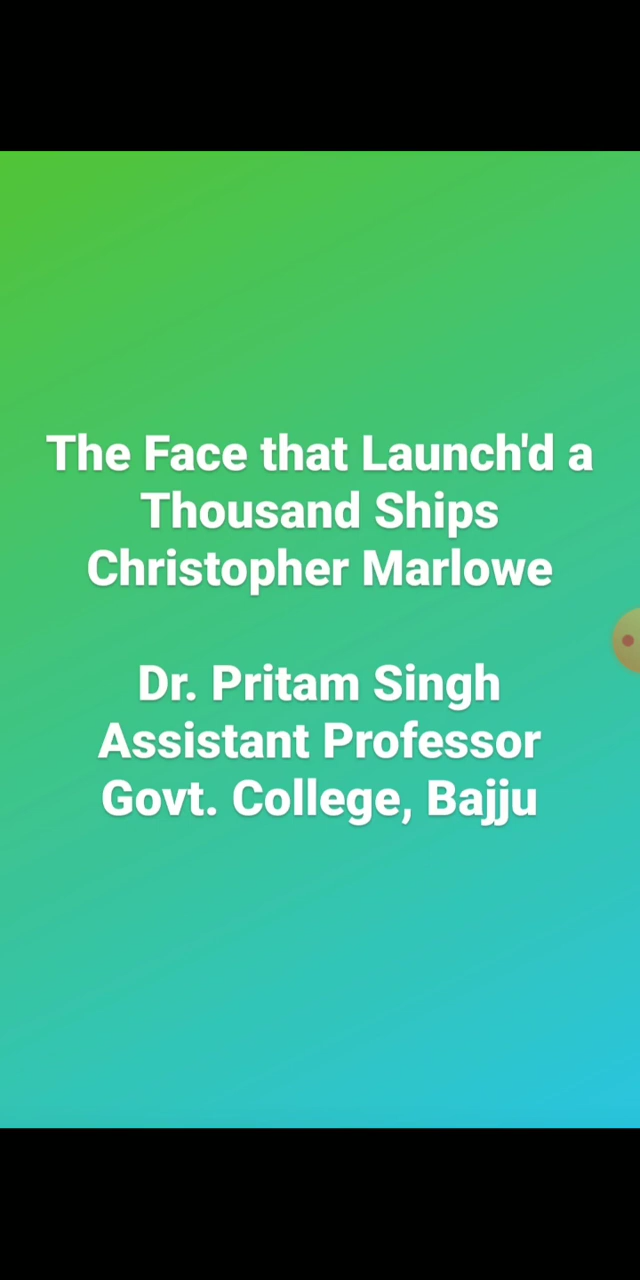 The Face that Launch'd a
Thousand Ships
Christopher Marlowe
Dr. Pritam Singh
Assistant Professor
Govt. College, Bajju